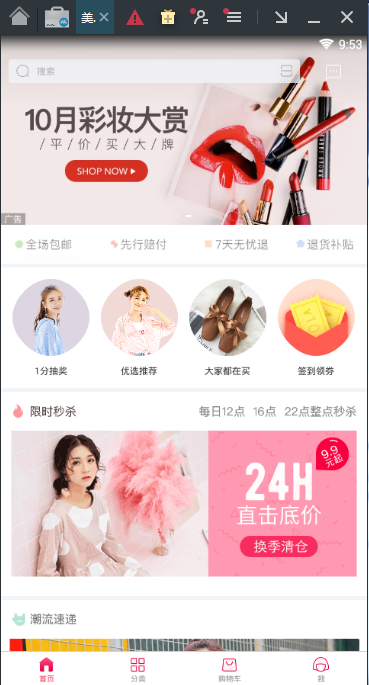 美.
9:53
搜索
10月彩妆大赏
/平/价/买/大/牌
SHOP NOW
广告
全场包邮
先行赔付
7天无忧退
退货补贴
1分抽奖
优选推荐
大家都在买
签到领券
限时秒杀
每日12点 16点 22点整点秒杀
9.9
元起
24H
直击底价
换季清仓
潮流速递
首页
分类
购物车
我